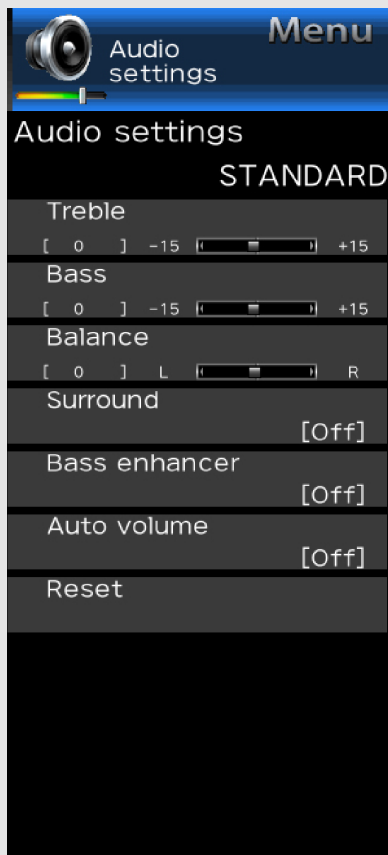 Menu
Audio
settings
Audio settings
STANDARD
Treble
[ 0 ] -15 +15
Bass
[ 0 ] -15 +15
Balance
[ 0 ] L R
Surround
[Off]
Bass enhancer
[Off]
Auto volume
[Off]
Reset